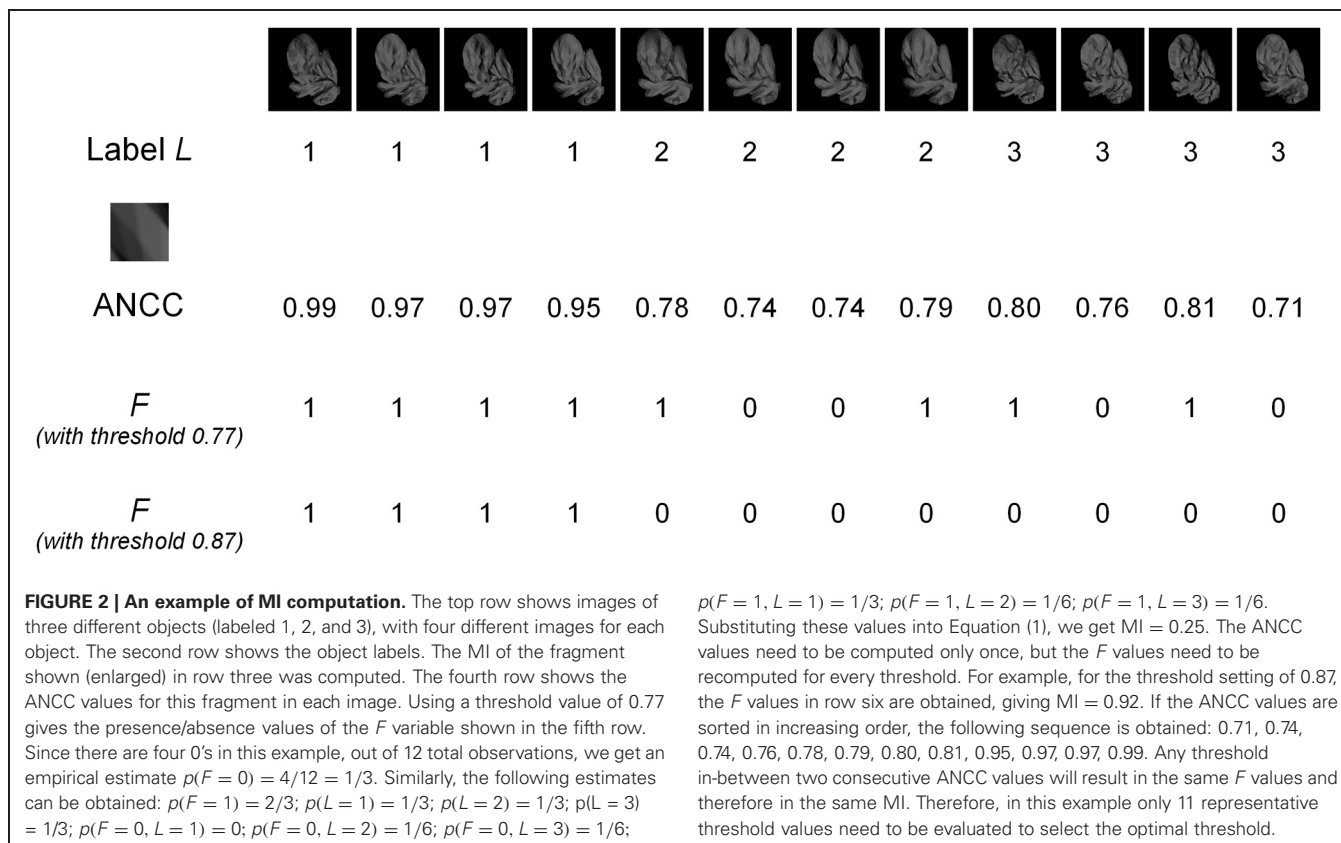 Label L 1 1 1 1 2 2 2 2 3 3 3 3
ANCC 0.99 0.97 0.97 0.95 0.78 0.74 0.74 0.79 0.80 0.76 0.81 0.71
F 1 1 1 1 1 0 0 1 1 0 1 0
(with threshold 0.77)
F 1 1 1 1 0 0 0 0 0 0 0 0
(with threshold 0.87)
FIGURE 2 | An example of MI computation. The top row shows images of
three different objects (labeled 1, 2, and 3), with four different images for each
object. The second row shows the object labels. The MI of the fragment
shown (enlarged) in row three was computed. The fourth row shows the
ANCC values for this fragment in each image. Using a threshold value of 0.77
gives the presence/absence values of the F variable shown in the fifth row.
Since there are four 0's in this example, out of 12 total observations, we get an
empirical estimate p(F = 0) = 4/12 = 1/3. Similarly, the following estimates
can be obtained: p(F = 1) = 2/3; p(L = 1) = 1/3; p(L = 2) = 1/3; p(L = 3)
= 1/3; p(F = 0, L = 1) = 0; p(F = 0, L = 2) = 1/6; p(F = 0, L = 3) = 1/6;
p(F = 1, L = 1) = 1/3; p(F = 1, L = 2) = 1/6; p(F = 1, L = 3) = 1/6.
Substituting these values into Equation (1), we get MI = 0.25. The ANCC
values need to be computed only once, but the F values need to be
recomputed for every threshold. For example, for the threshold setting of 0.87,
the F values in row six are obtained, giving MI = 0.92. If the ANCC values are
sorted in increasing order, the following sequence is obtained: 0.71, 0.74,
0.74, 0.76, 0.78, 0.79, 0.80, 0.81, 0.95, 0.97, 0.97, 0.99. Any threshold
in-between two consecutive ANCC values will result in the same F values and
therefore in the same MI. Therefore, in this example only 11 representative
threshold values need to be evaluated to select the optimal threshold.